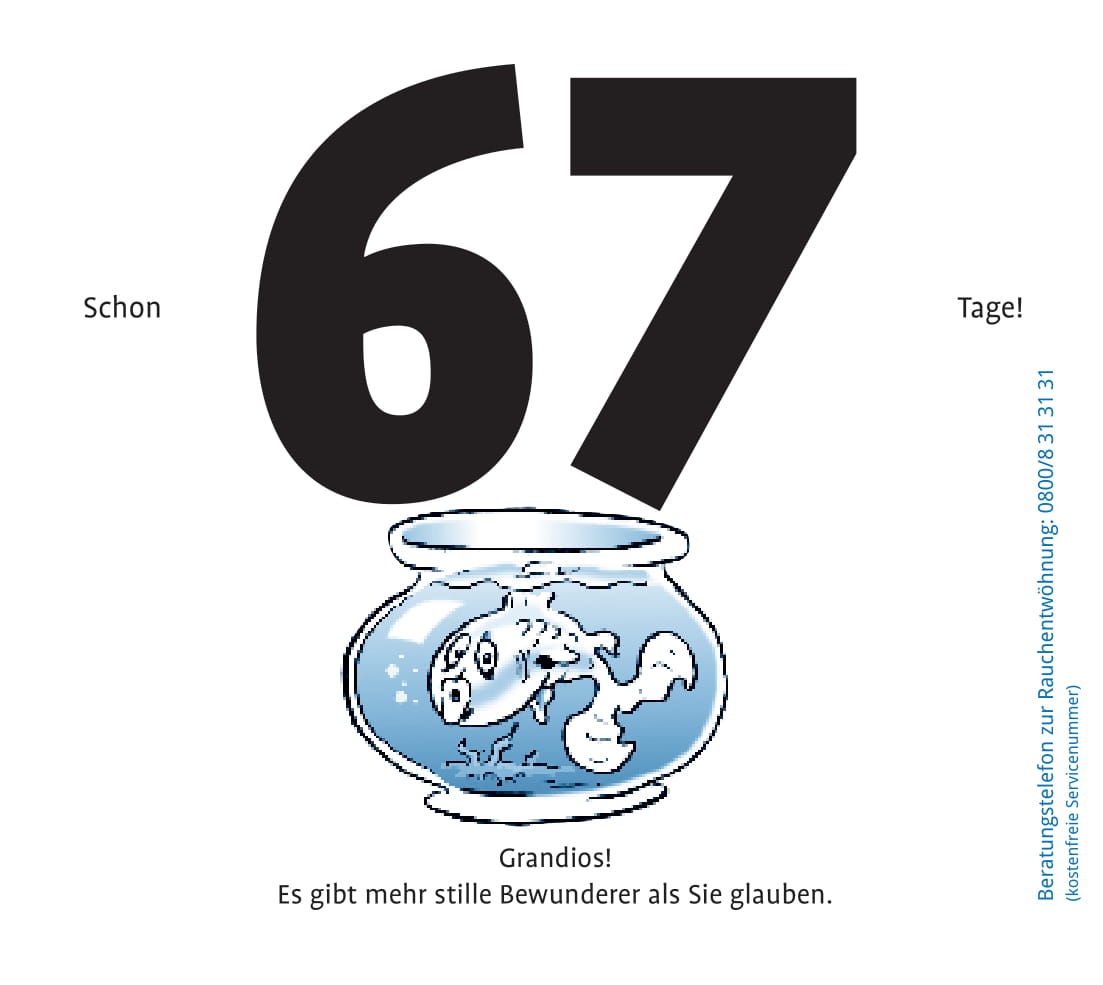 Schon
67
Tage!
Grandios!
Es gibt mehr stille Bewunderer als Sie glauben.
Beratungstelefon zur Rauchentwöhnung: 0800/8 31 31 31
(kostenfreie Servicenummer)